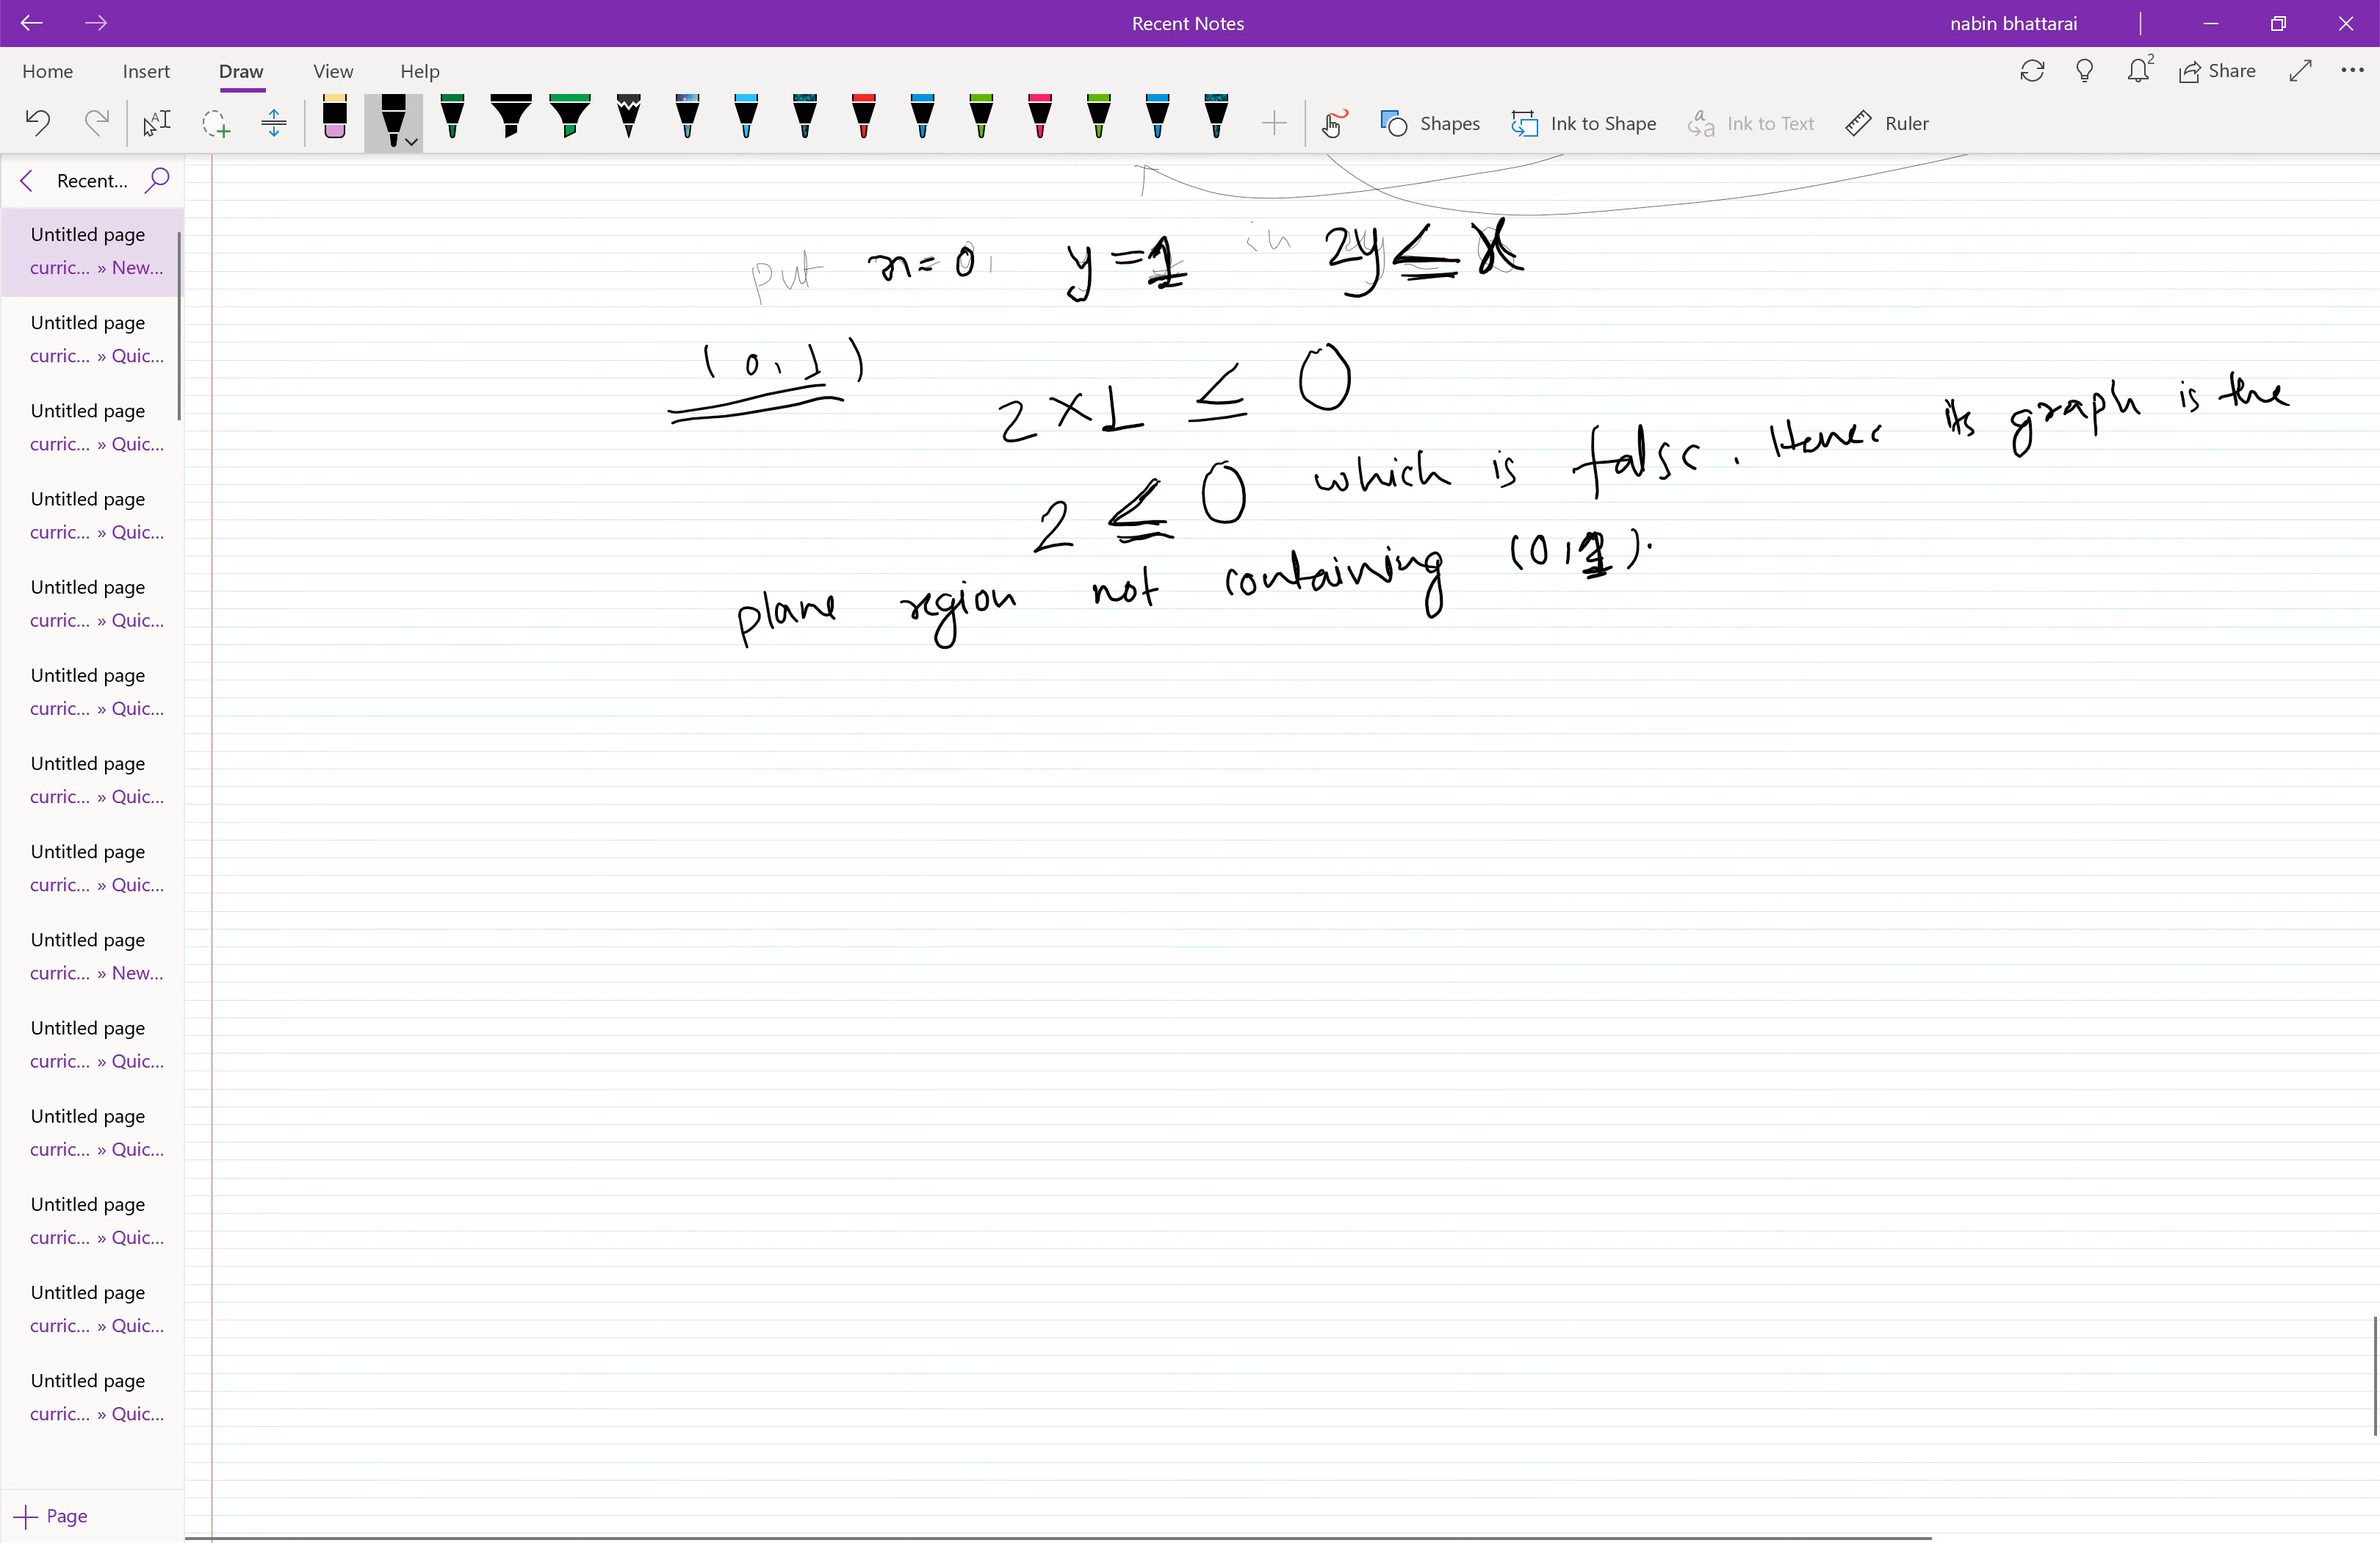 Recent Notes
nabin bhattarai
Home Insert Draw View Help
2 Share
Shapes Ink to Shape Ink to Text Ruler
Recent...
Untitled page
curric... » New...
Untitled page
curric... » Quic...
Untitled page
curric... » Quic...
Untitled page
curric... » Quic...
Untitled page
curric... » Quic...
Untitled page
curric... » Quic...
Untitled page
curric... » Quic...
Untitled page
curric... » Quic...
Untitled page
curric... » New...
Untitled page
curric... » Quic...
Untitled page
curric... » Quic...
Untitled page
curric... » Quic...
Untitled page
curric... » Quic...
Untitled page
curric... » Quic...
Page
put x=0, y=1 in 2y ≤ x
(0,1)
2×1 ≤ 0
2 ≤ 0 which is false. Hence its graph is the
plane region not containing (0,1).